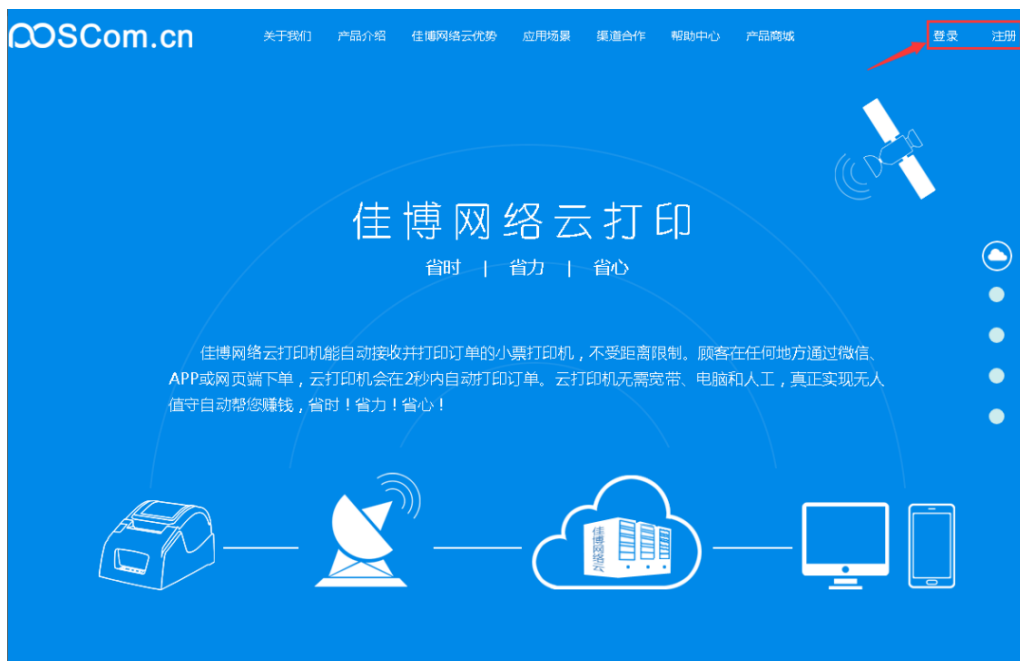 POSCom.cn 关于我们 产品介绍 佳博网络云优势 应用场景 渠道合作 帮助中心 产品商城 登录 注册
佳博网络云打印
省时 | 省力 | 省心
佳博网络云打印机能自动接收并打印订单的小票打印机，不受距离限制。顾客在任何地方通过微信、
APP或网页端下单，云打印机会在2秒内自动打印订单。云打印机无需宽带、电脑和人工，真正实现无人
值守自动帮您赚钱，省时！省力！省心！
佳博网络云